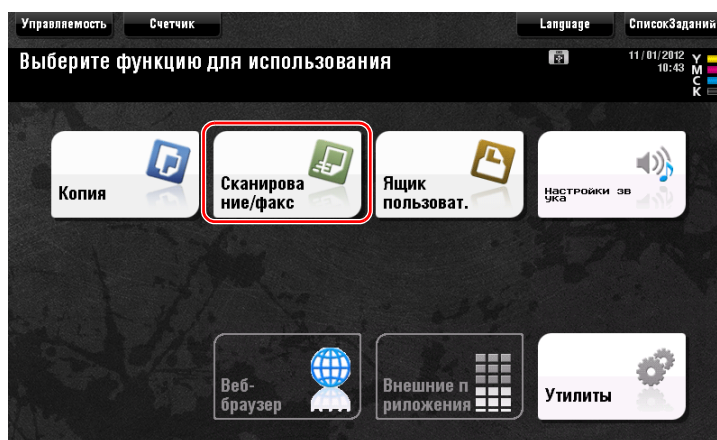 Управляемость Счетчик Language СписокЗаданий
Выберите функцию для использования
11/01/2012
10:43
Y
M
C
K
Копия
Сканирова
ние/факс
Ящик
пользоват.
Настройки зв
ука
Веб-
браузер
Внешние п
риложения
Утилиты